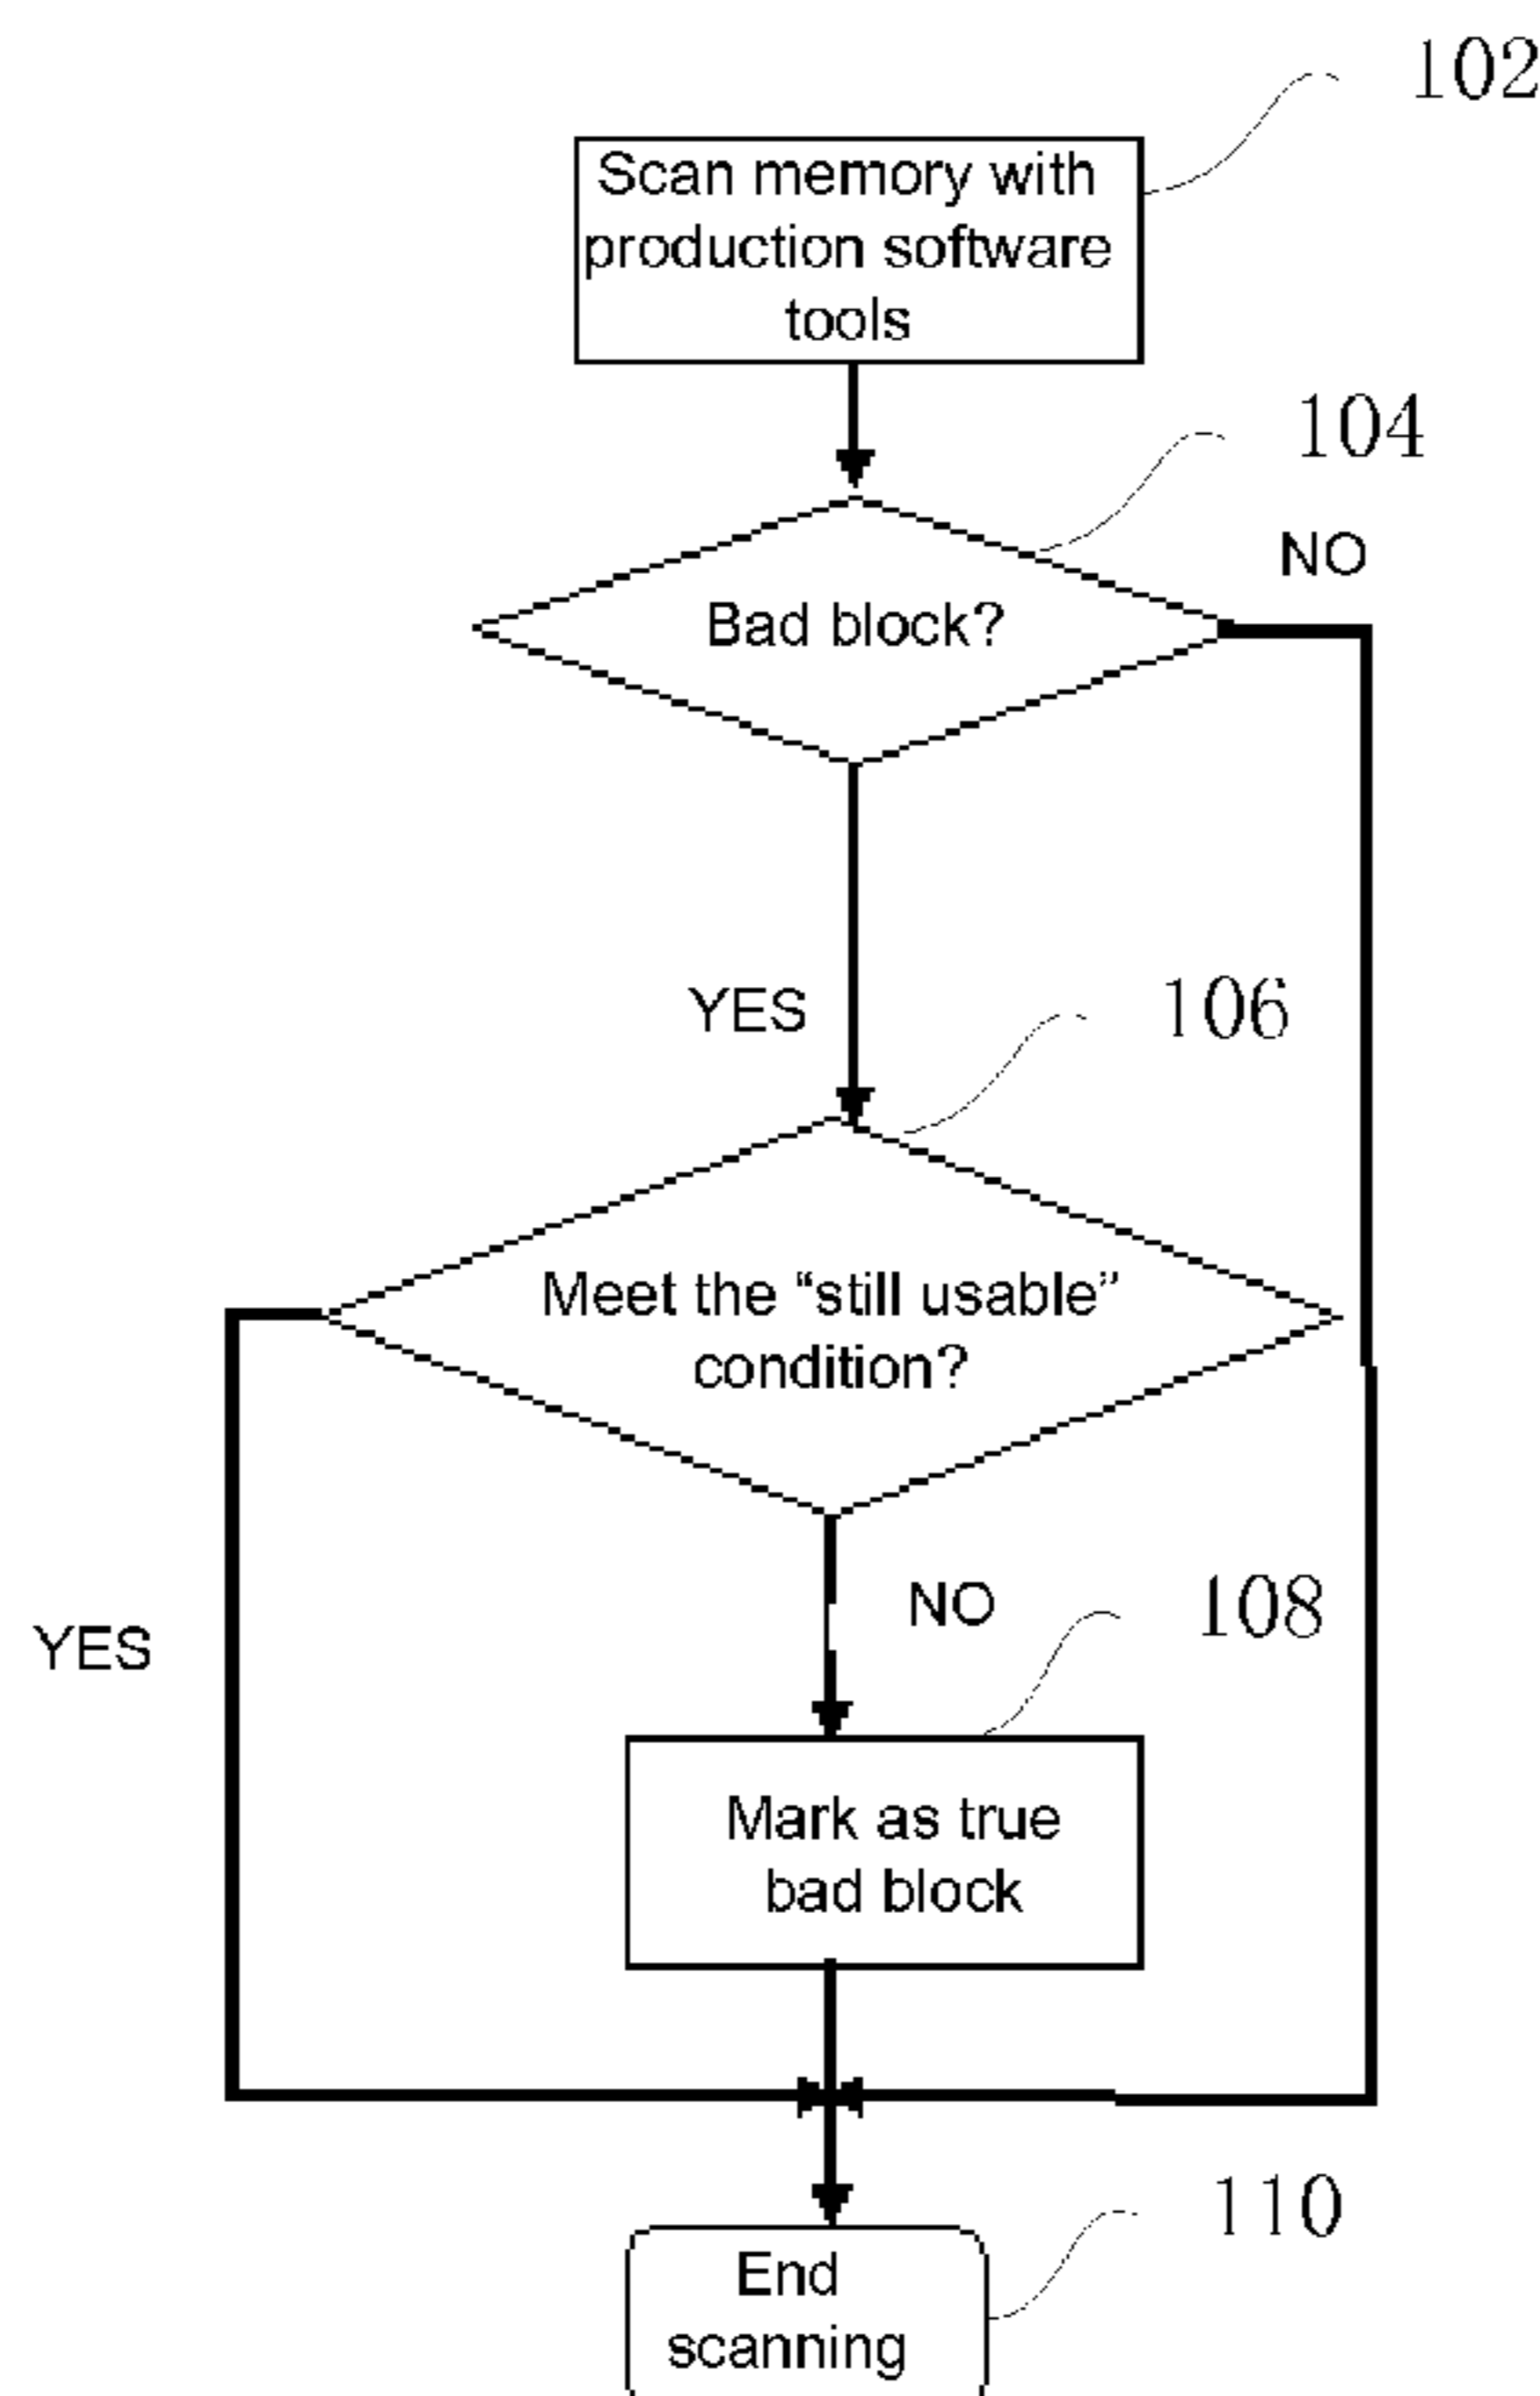 102
Scan memory with
production software
tools
104
NO
Bad block?
YES
106
Meet the “still usable”
condition?
NO
108
YES
Mark as true
bad block
110
End
scanning